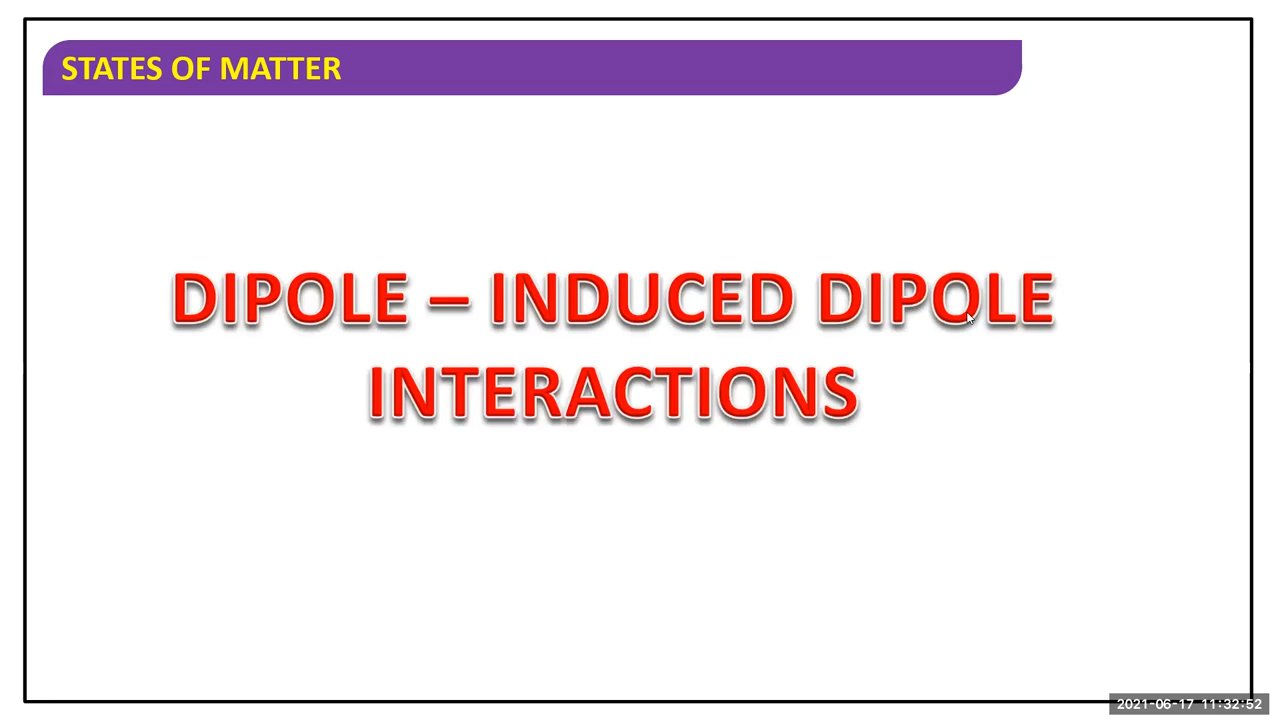 STATES OF MATTER
DIPOLE – INDUCED DIPOLE
INTERACTIONS
2021-06-17 11:32:52